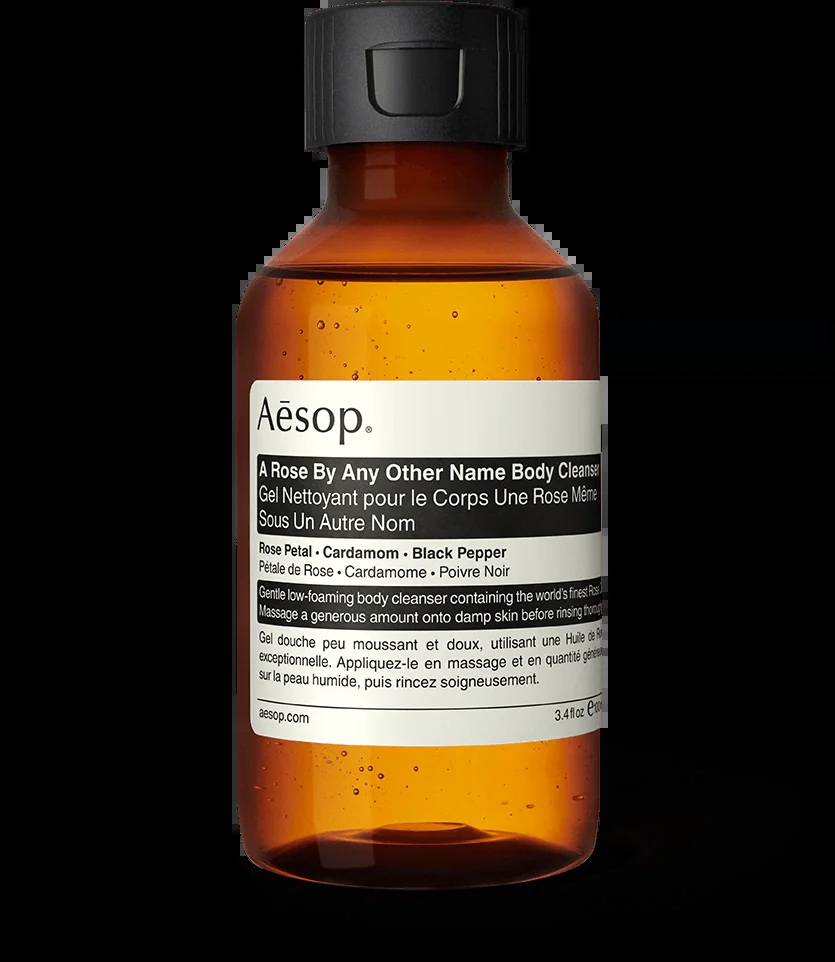 Aēsop®
A Rose By Any Other Name Body Cleanser
Gel Nettoyant pour le Corps Une Rose Même
Sous Un Autre Nom
Rose Petal • Cardamom • Black Pepper
Pétale de Rose • Cardamome • Poivre Noir
Gentle low-foaming body cleanser containing the world's finest Rose
Massage a generous amount onto damp skin before rinsing
Gel douche peu moussant et doux, utilisant une Huile de
exceptionnelle. Appliquez-le en massage et en quantité
sur la peau humide, puis rincez soigneusement.
aesop.com
3.4 fl oz ℮